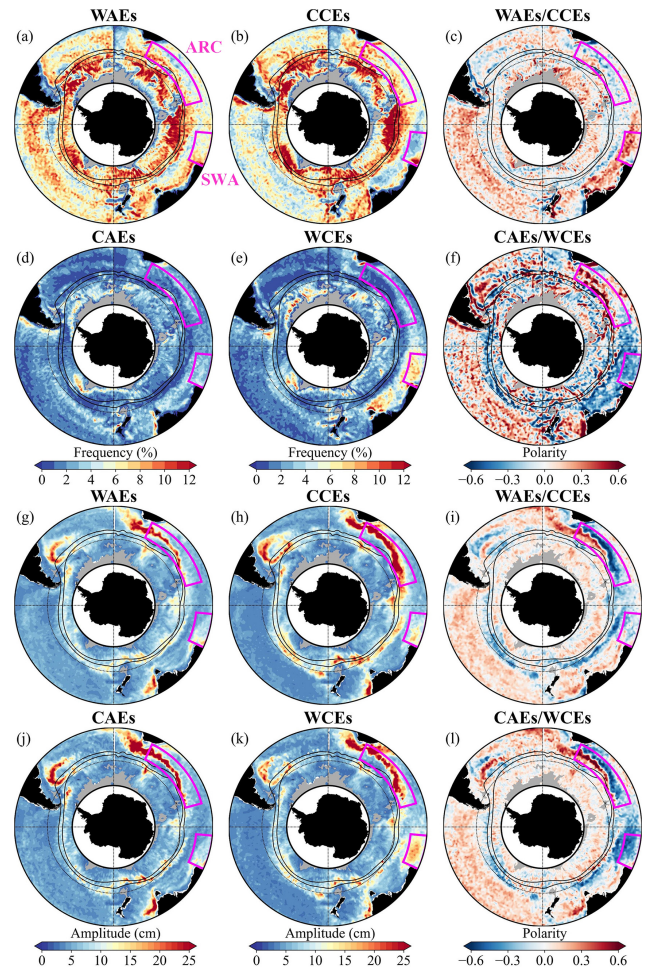 WAEs CCEs WAEs/CCEs
(a) ARC (b) (c)
SWA
CAEs WCEs CAEs/WCEs
(d) (e) (f)
Frequency (%) Frequency (%) Polarity
0 2 4 6 8 10 12 0 2 4 6 8 10 12 −0.6 −0.3 0.0 0.3 0.6
WAEs CCEs WAEs/CCEs
(g) (h) (i)
CAEs WCEs CAEs/WCEs
(j) (k) (l)
Amplitude (cm) Amplitude (cm) Polarity
0 5 10 15 20 25 0 5 10 15 20 25 −0.6 −0.3 0.0 0.3 0.6